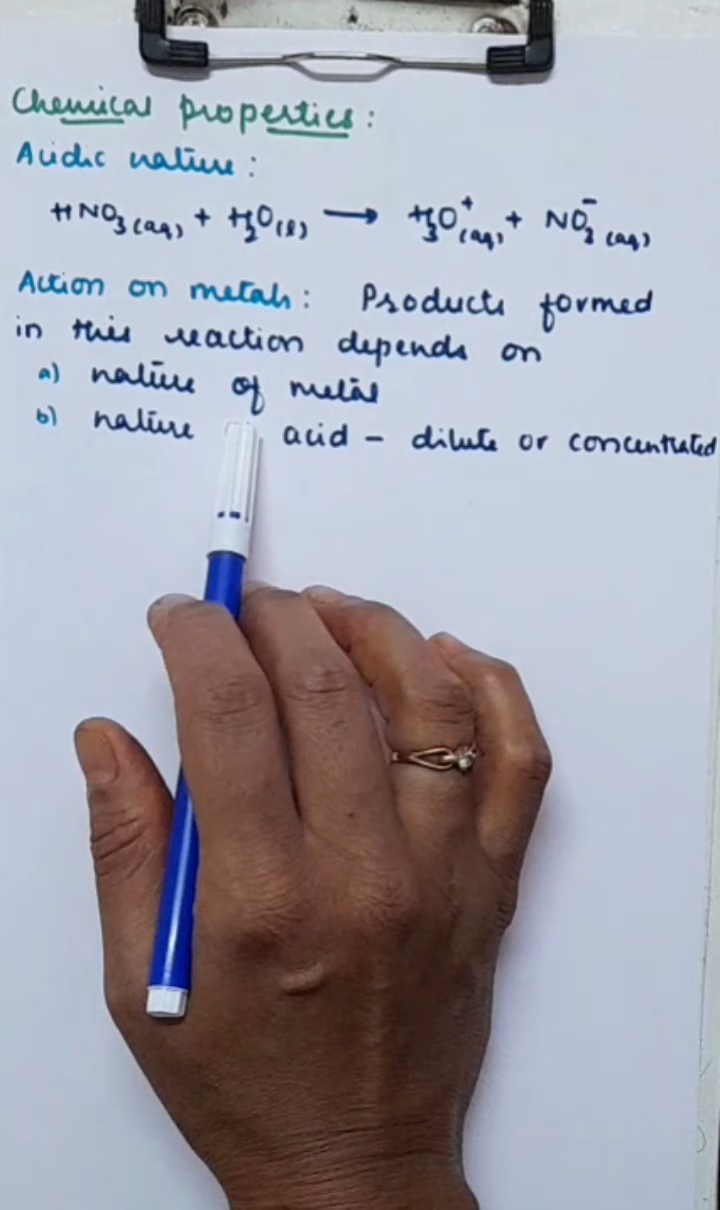 Chemical properties:
Acidic nature:
HNO₃(aq) + H₂O(l) ⟶ H₃O⁺(aq) + NO₃⁻(aq)
Action on metals: Products formed
in this reaction depends on
a) nature of metal
b) nature acid - dilute or concentrated